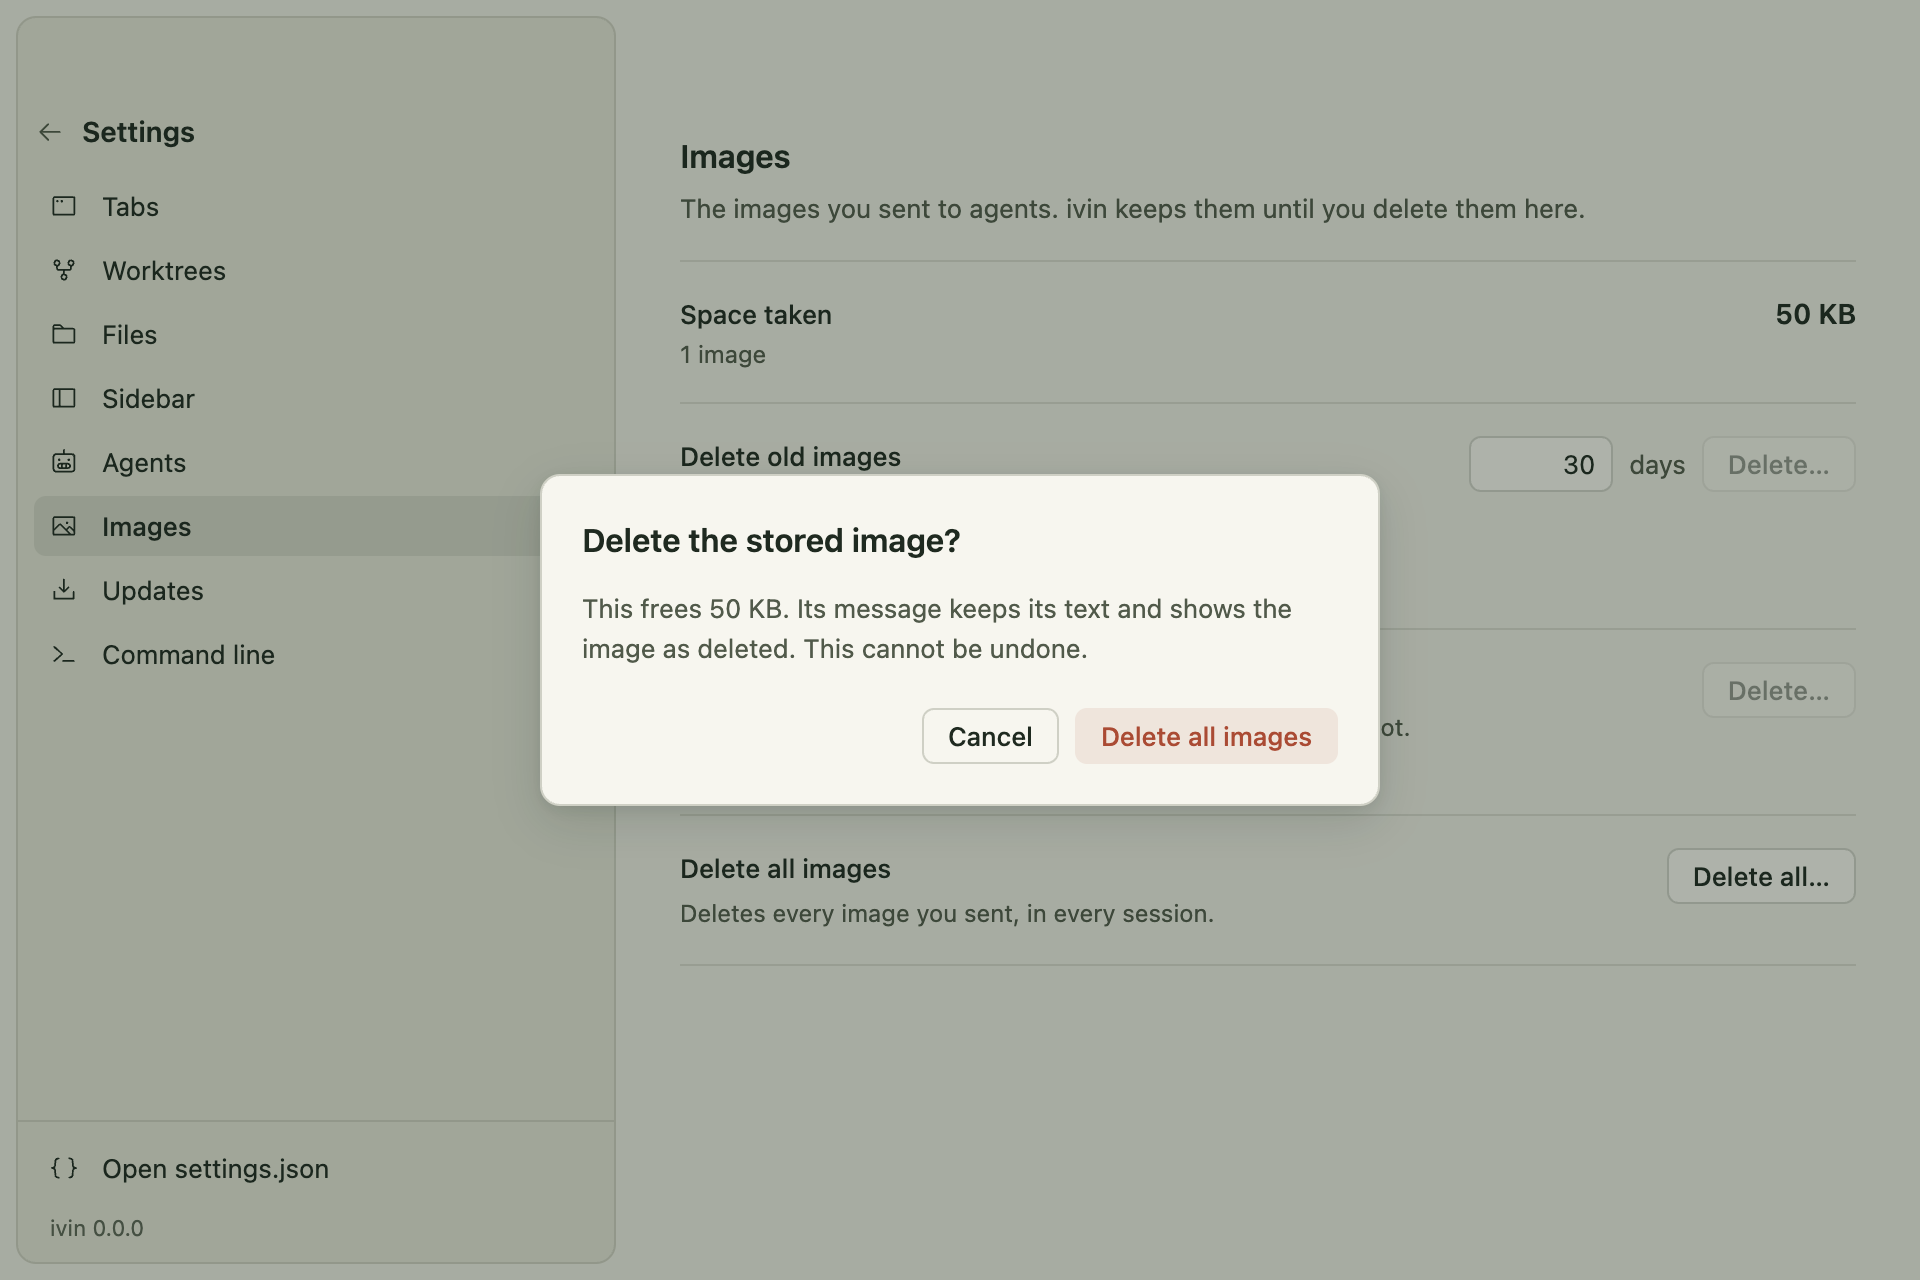 Settings
Tabs
Worktrees
Files
Sidebar
Agents
Images
Updates
Command line
Open settings.json
ivin 0.0.0
Images
The images you sent to agents. ivin keeps them until you delete them here.
Space taken
50 KB
1 image
Delete old images
30 days Delete...
Delete the stored image?
This frees 50 KB. Its message keeps its text and shows the
image as deleted. This cannot be undone.
Cancel Delete all images
Delete...
ot.
Delete all images
Delete all...
Deletes every image you sent, in every session.